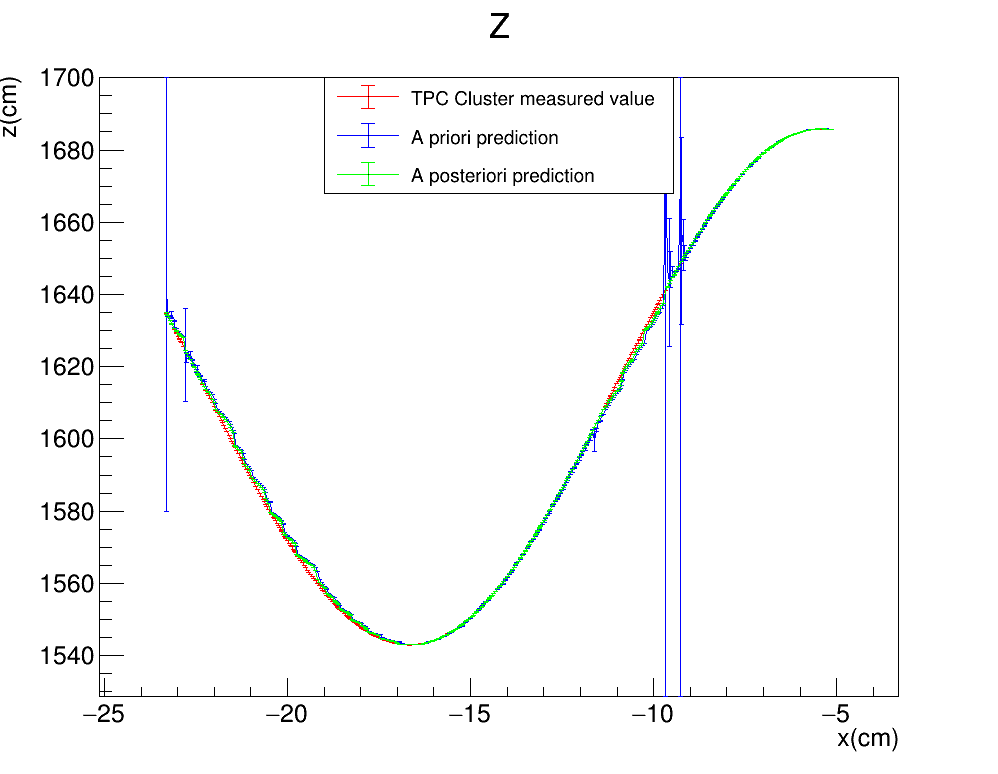 Z
z(cm)
1700
1680
1660
1640
1620
1600
1580
1560
1540
TPC Cluster measured value
A priori prediction
A posteriori prediction
−25 −20 −15 −10 −5
x(cm)